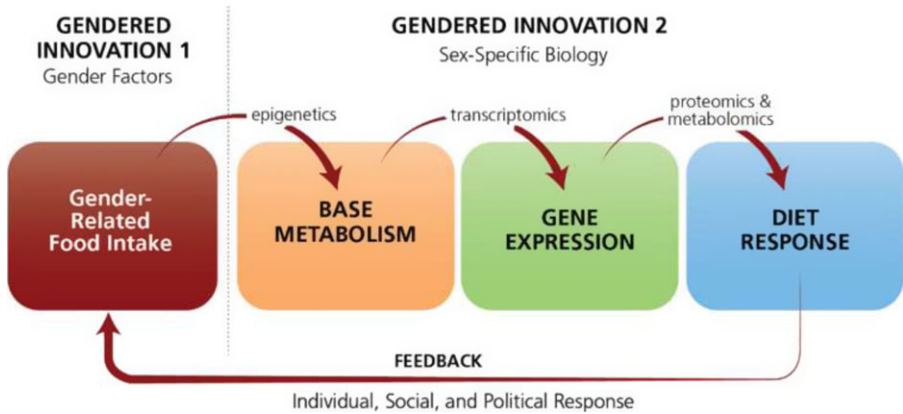 GENDERED
INNOVATION 1
Gender Factors
GENDERED INNOVATION 2
Sex-Specific Biology
epigenetics
transcriptomics
proteomics &
metabolomics
Gender-
Related
Food Intake
BASE
METABOLISM
GENE
EXPRESSION
DIET
RESPONSE
FEEDBACK
Individual, Social, and Political Response